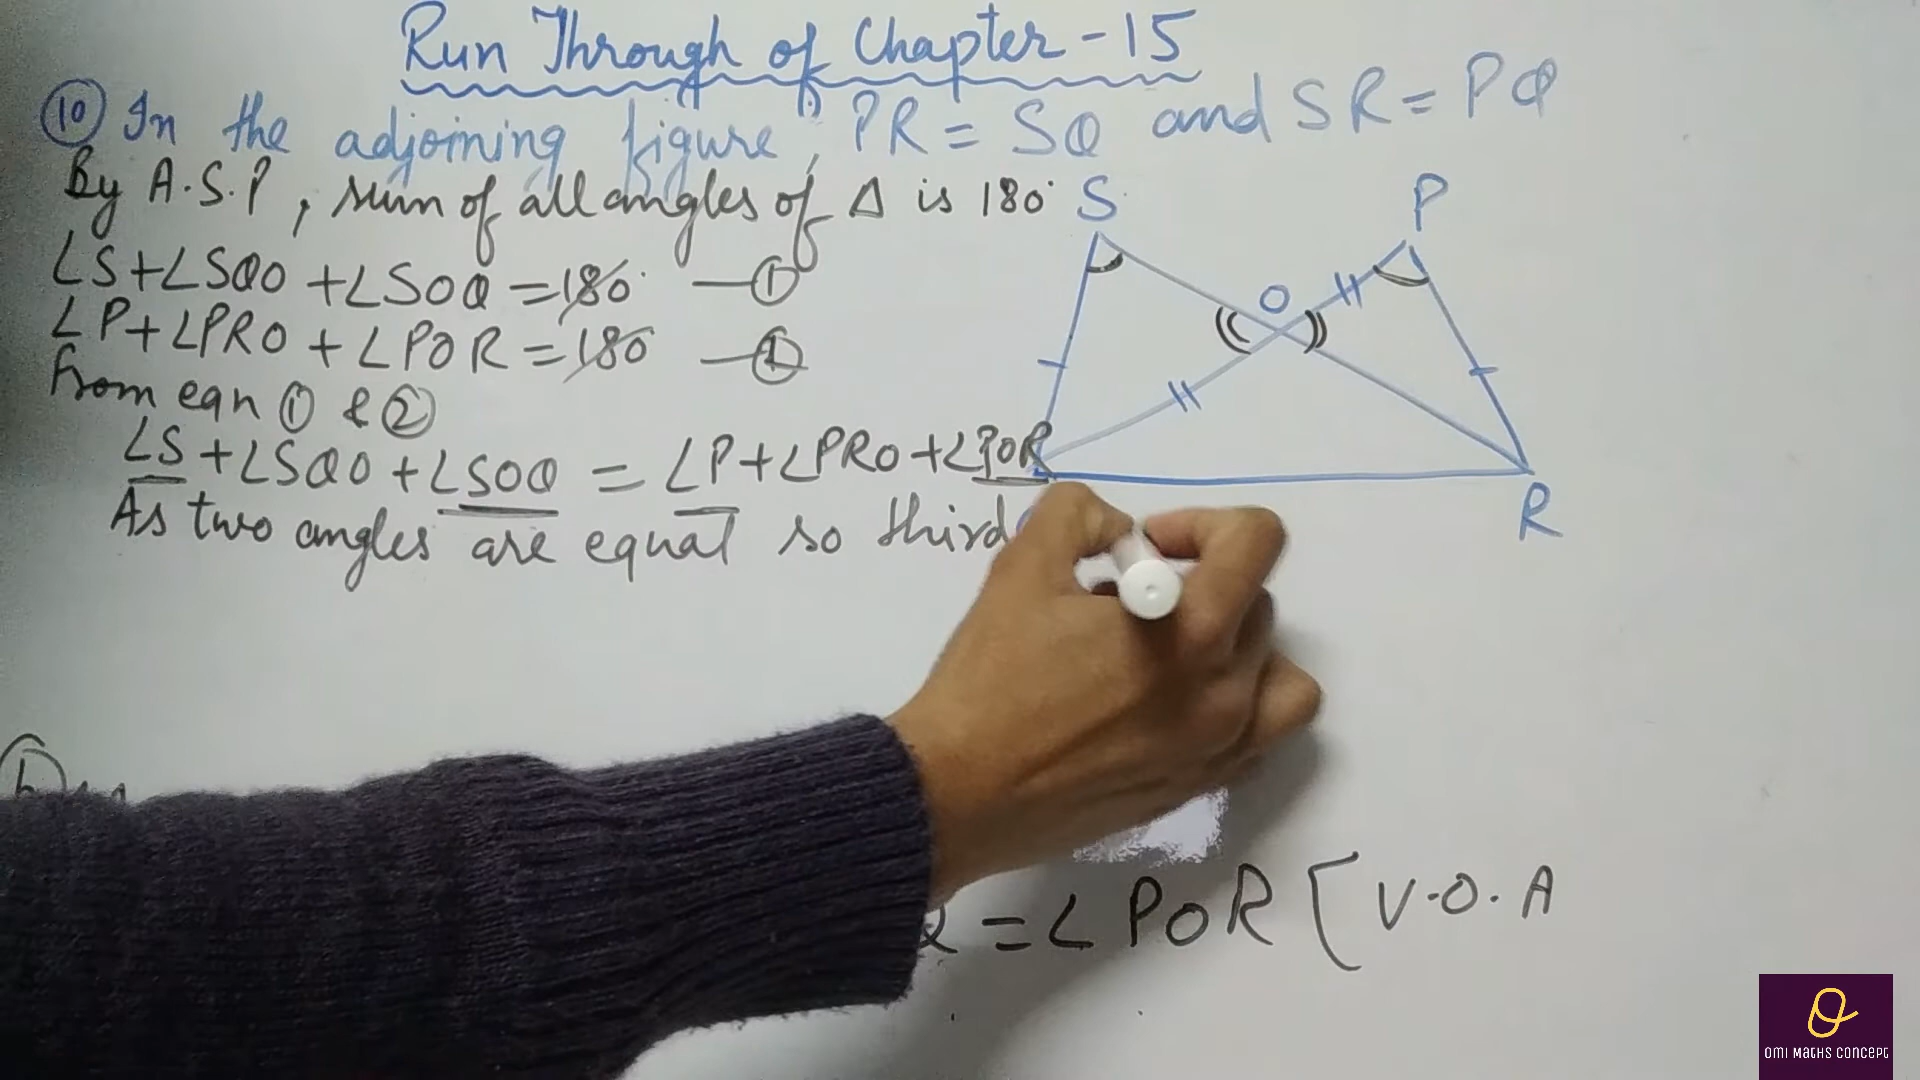 Run Through of Chapter-15
10 In the adjoining figure, PR = SQ and SR = PQ
By A.S.P, sum of all angles of Δ is 180°
∠S+∠SQO+∠SOQ=180° —①
∠P+∠PRO+∠POR=180 —②
From eqn ① & ②
∠S+∠SQO+∠SOQ=∠P+∠PRO+∠POR
As two angles are equal so third
S
P
O
R
=∠POR [V.O.A
OMI MATHS CONCEPT